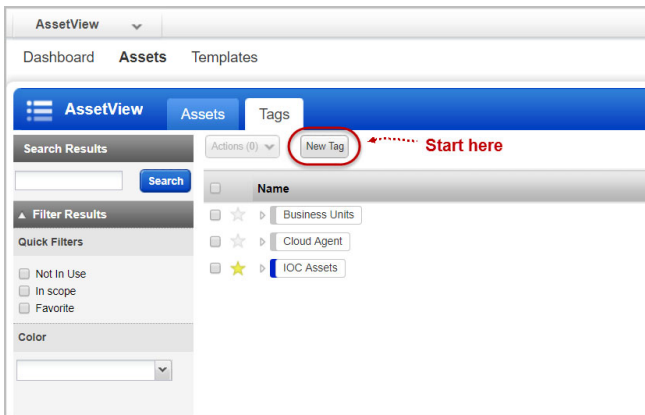 AssetView
Dashboard Assets Templates
AssetView Assets Tags
Search Results
Actions (0) New Tag Start here
Search
Name
Filter Results
Business Units
Quick Filters
Cloud Agent
Not In Use
IOC Assets
In scope
Favorite
Color